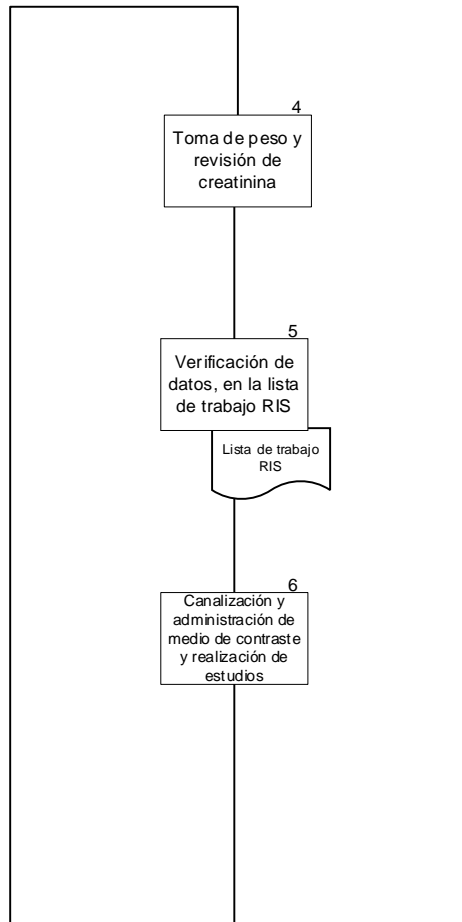 4
Toma de peso y
revisión de
creatinina
5
Verificación de
datos, en la lista
de trabajo RIS
Lista de trabajo
RIS
6
Canalización y
administración de
medio de contraste
y realización de
estudios